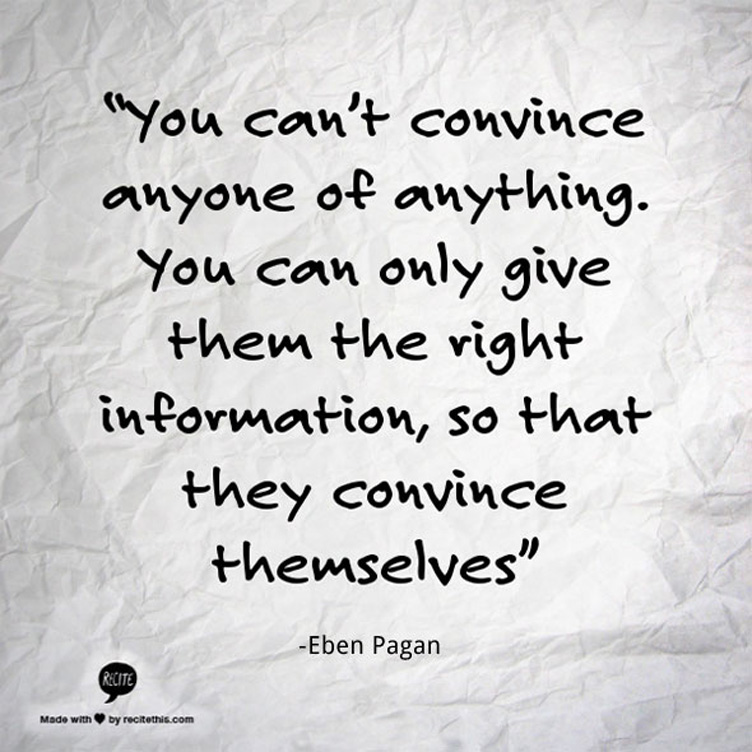 “You can’t convince
anyone of anything.
You can only give
them the right
information, so that
they convince
themselves”
-Eben Pagan
RECITE
Made with ♥ by recitethis.com